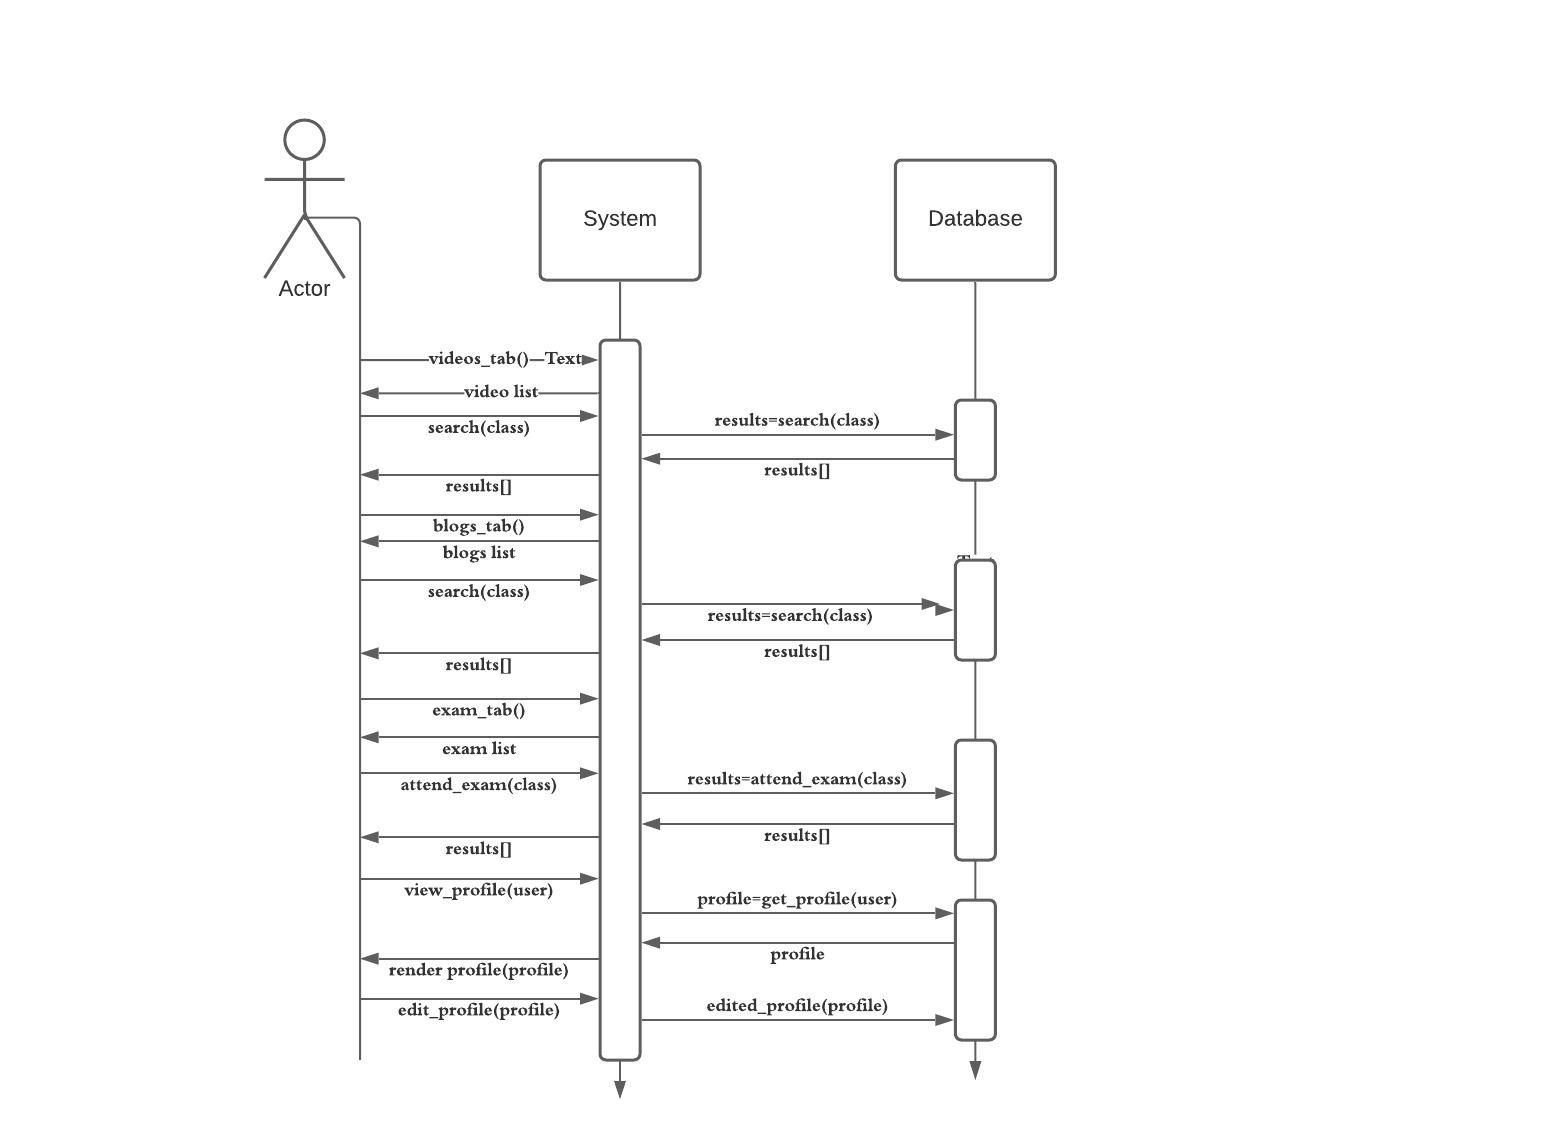 System
Database
Actor
videos_tab() Text
video list
search(class)
results=search(class)
results[]
results[]
blogs_tab()
blogs list
search(class)
results=search(class)
results[]
results[]
exam_tab()
exam list
attend_exam(class)
results=attend_exam(class)
results[]
results[]
view_profile(user)
profile=get_profile(user)
profile
render profile(profile)
edit_profile(profile)
edited_profile(profile)